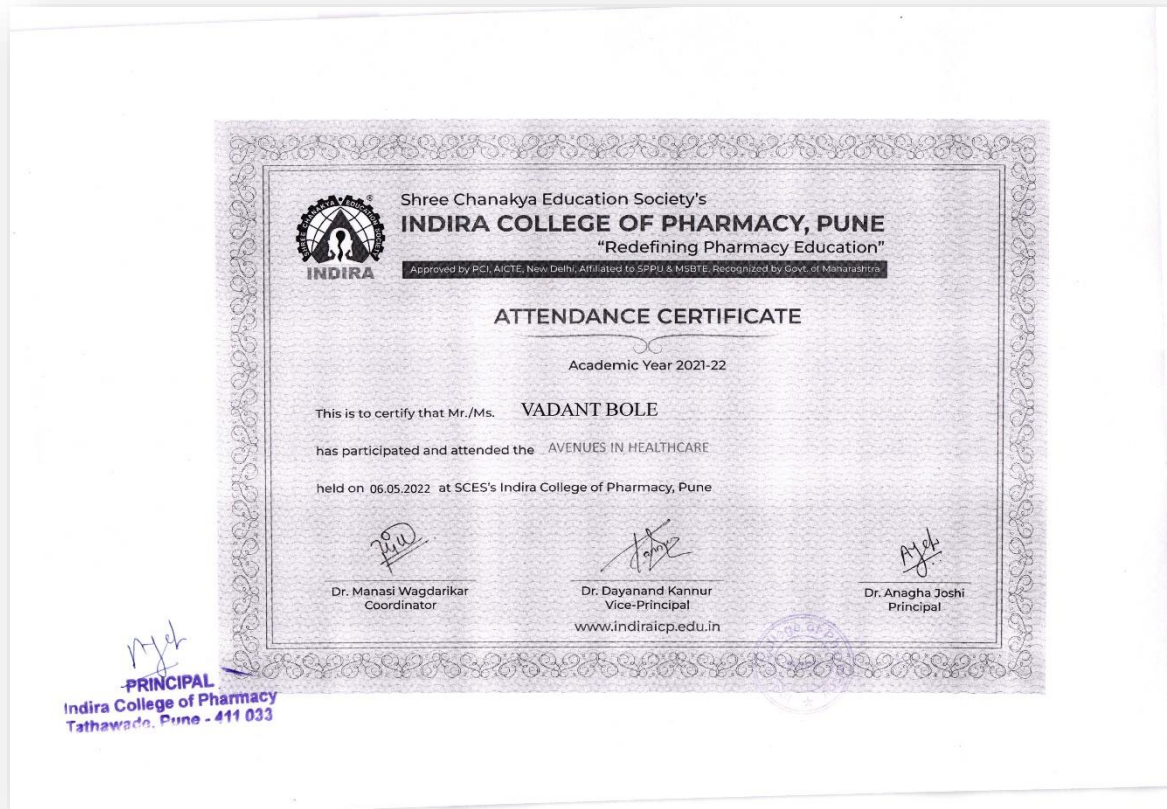 SHREE CHANAKYA EDUCATION SOCIETY
®
INDIRA
Shree Chanakya Education Society's
INDIRA COLLEGE OF PHARMACY, PUNE
"Redefining Pharmacy Education"
Approved by PCI, AICTE, New Delhi, Affiliated to SPPU & MSBTE, Recognized by Govt. of Maharashtra
ATTENDANCE CERTIFICATE
Academic Year 2021-22
This is to certify that Mr./Ms. VADANT BOLE
has participated and attended the AVENUES IN HEALTHCARE
held on 06.05.2022 at SCES's Indira College of Pharmacy, Pune
Dr. Manasi Wagdarikar
Coordinator
Dr. Dayanand Kannur
Vice-Principal
Dr. Anagha Joshi
Principal
www.indiraicp.edu.in
PRINCIPAL
Indira College of Pharmacy
Tathawade, Pune - 411 033